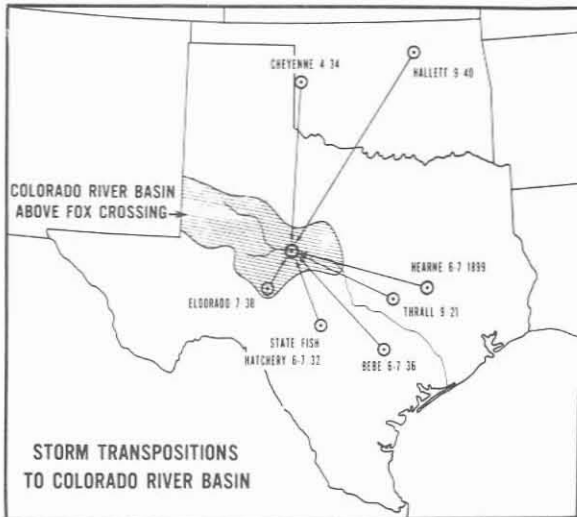 CHEYENNE 4 34
HALLETT 9 40
COLORADO RIVER BASIN
ABOVE FOX CROSSING
HEARNE 6-7 1899
ELDORADO 7 38
THRALL 9 21
STATE FISH
HATCHERY 6-7 32
BEBE 6-7 36
STORM TRANSPOSITIONS
TO COLORADO RIVER BASIN